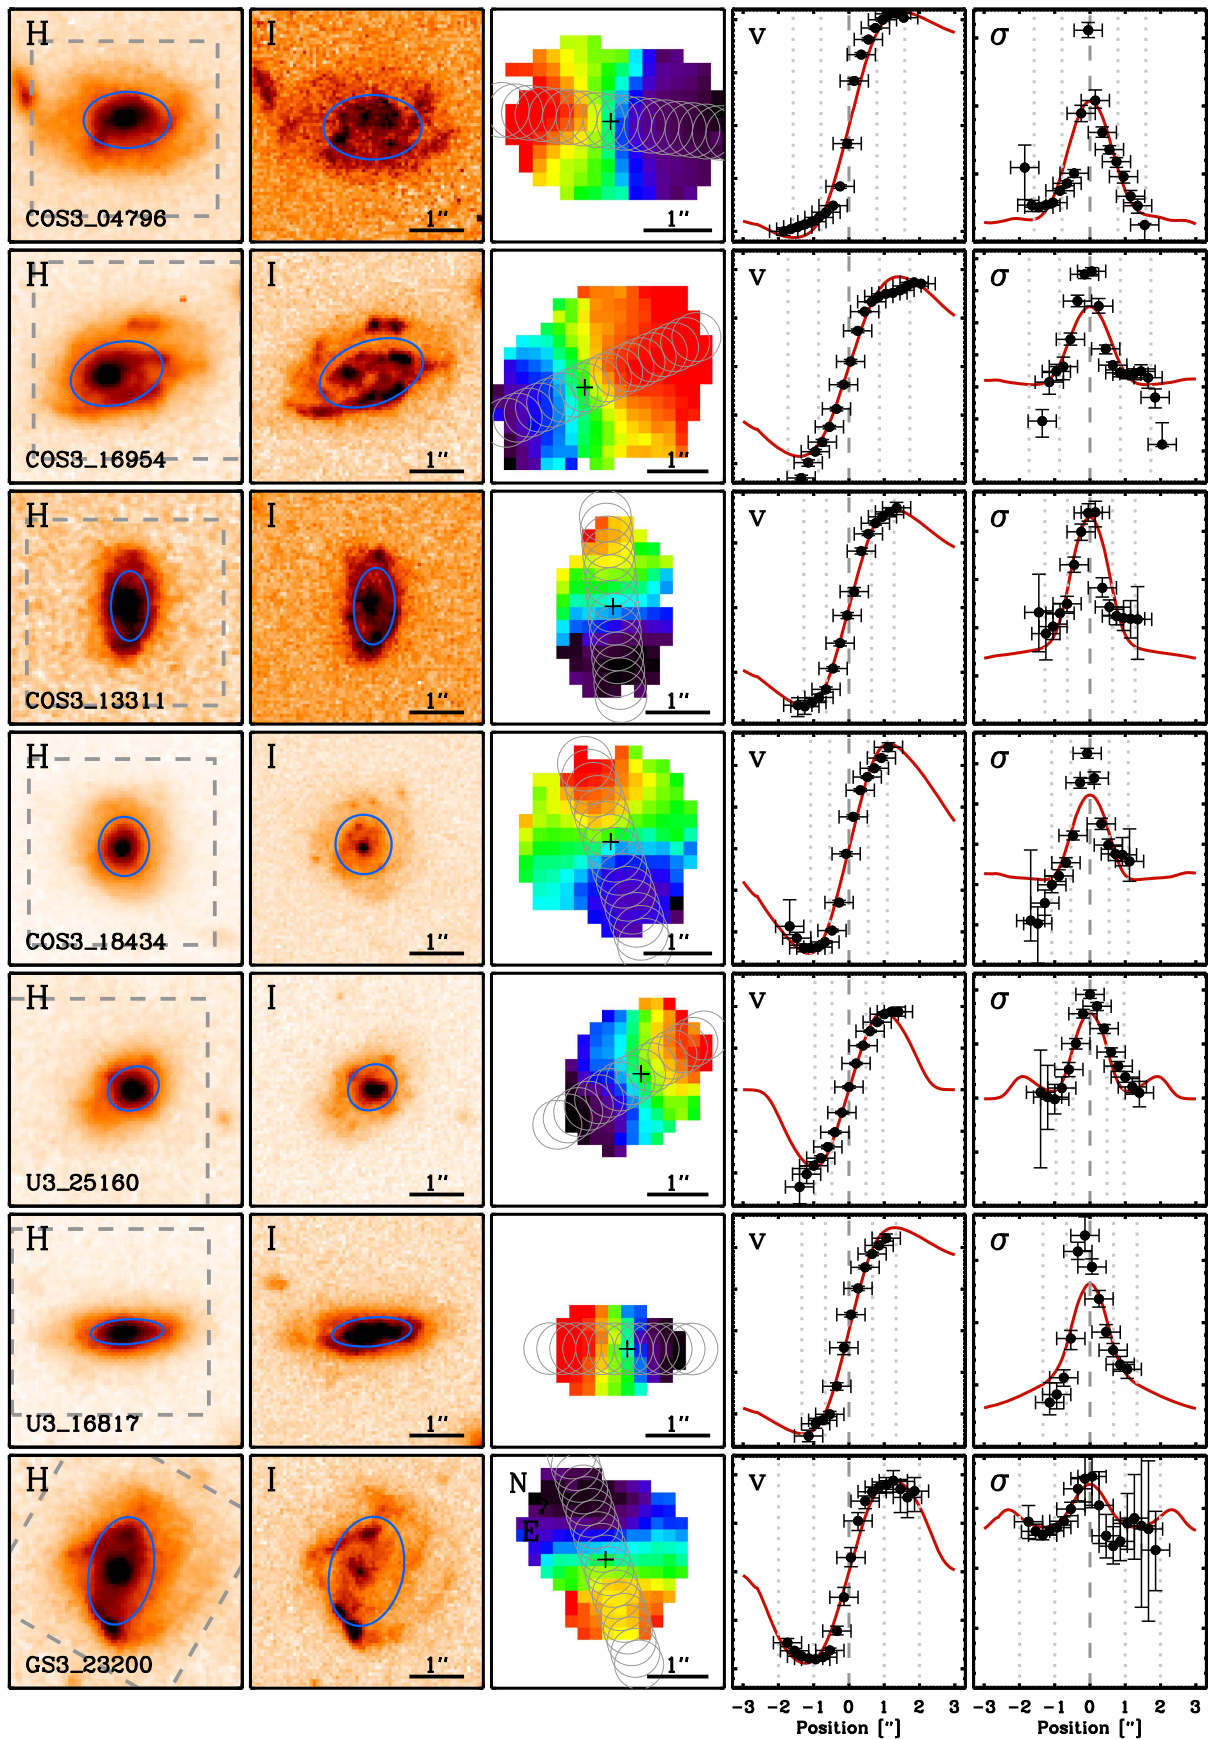 H I v σ
COS3_04796 1″ 1″
H I v σ
COS3_16954 1″ 1″
H I v σ
COS3_13311 1″ 1″
H I v σ
COS3_18434 1″ 1″
H I v σ
U3_25160 1″ 1″
H I v σ
U3_16817 1″ 1″
H I N v σ
E
GS3_23200 1″ 1″
-3 -2 -1 0 1 2 3 -3 -2 -1 0 1 2 3
Position ["] Position ["]